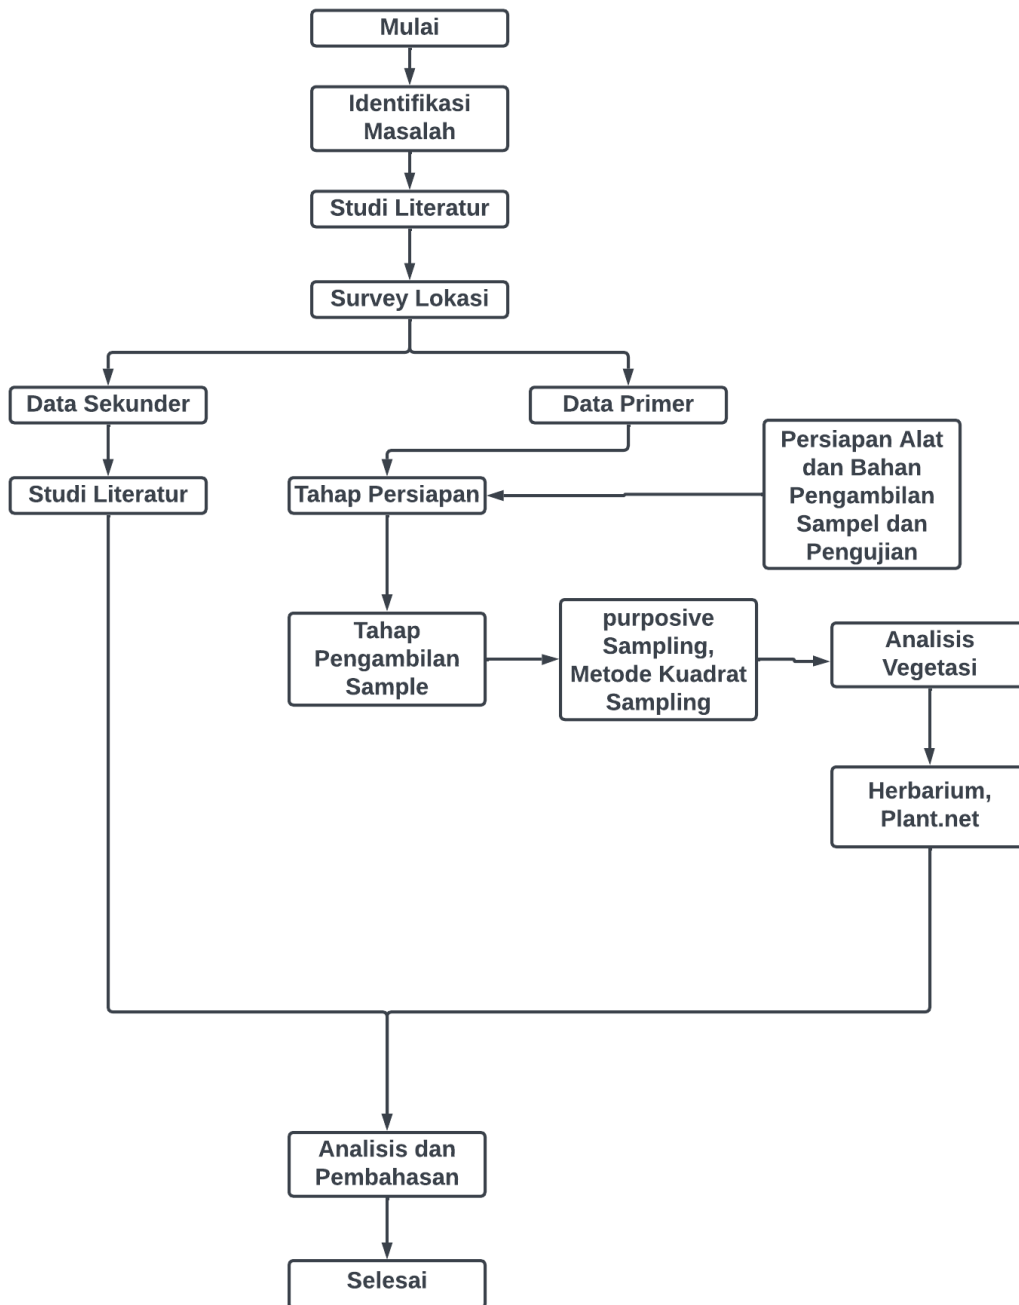 Mulai
Identifikasi
Masalah
Studi Literatur
Survey Lokasi
Data Sekunder
Data Primer
Studi Literatur
Tahap Persiapan
Persiapan Alat
dan Bahan
Pengambilan
Sampel dan
Pengujian
Tahap
Pengambilan
Sample
purposive
Sampling,
Metode Kuadrat
Sampling
Analisis
Vegetasi
Herbarium,
Plant.net
Analisis dan
Pembahasan
Selesai